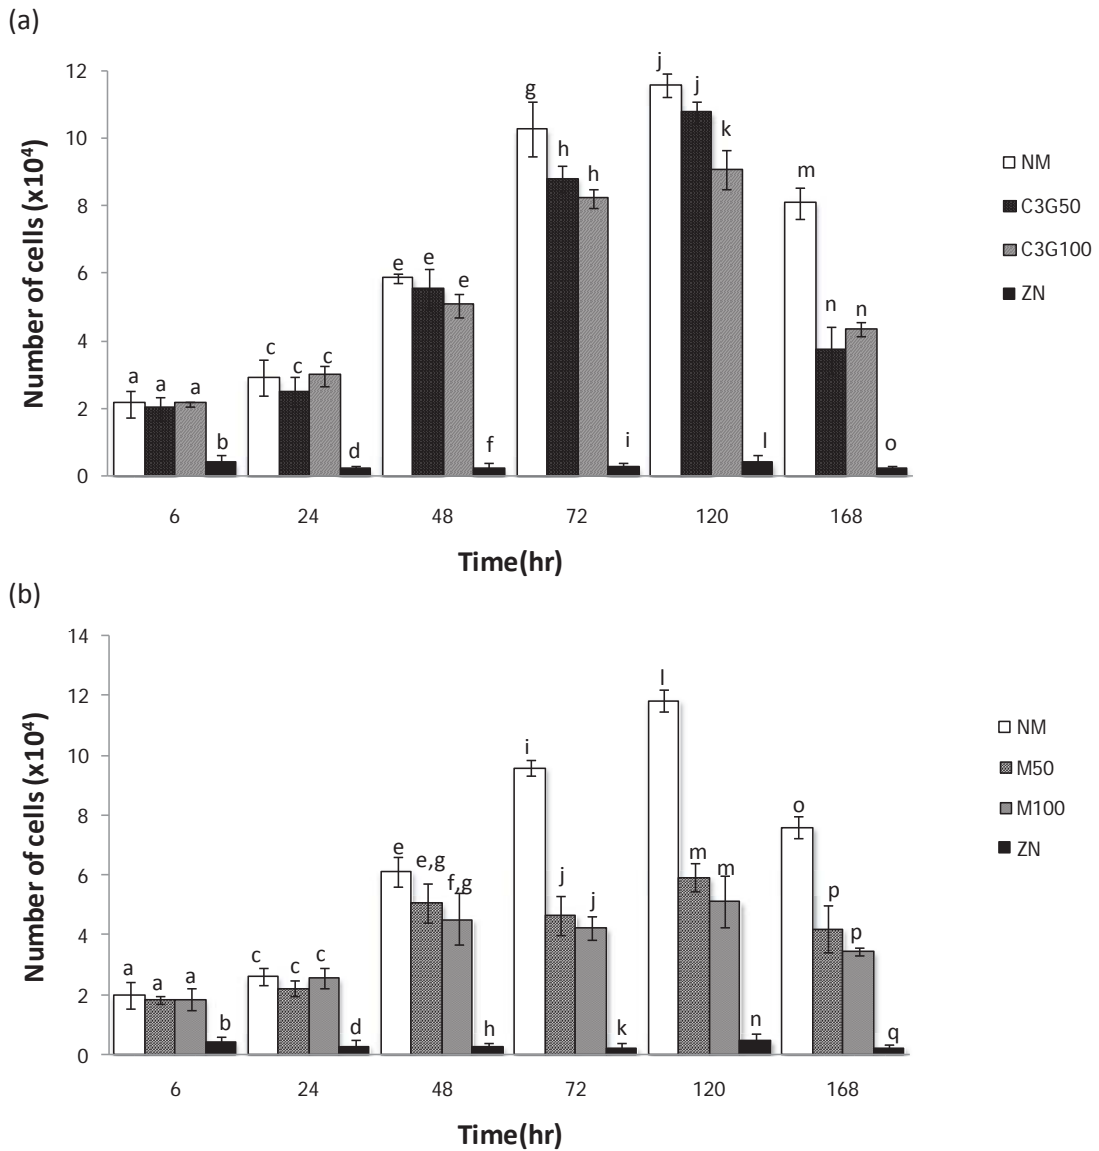 (a)
Number of cells (x10⁴)
12
10
8
6
4
2
0
a a a b
c c c d
e e e f
g h h i
j j k l
m n n o
6 24 48 72 120 168
Time(hr)
NM
C3G50
C3G100
ZN
(b)
Number of cells (x10⁴)
14
12
10
8
6
4
2
0
a a a b
c c c d
e e,g f,g h
i j j k
l m m n
o p p q
6 24 48 72 120 168
Time(hr)
NM
M50
M100
ZN